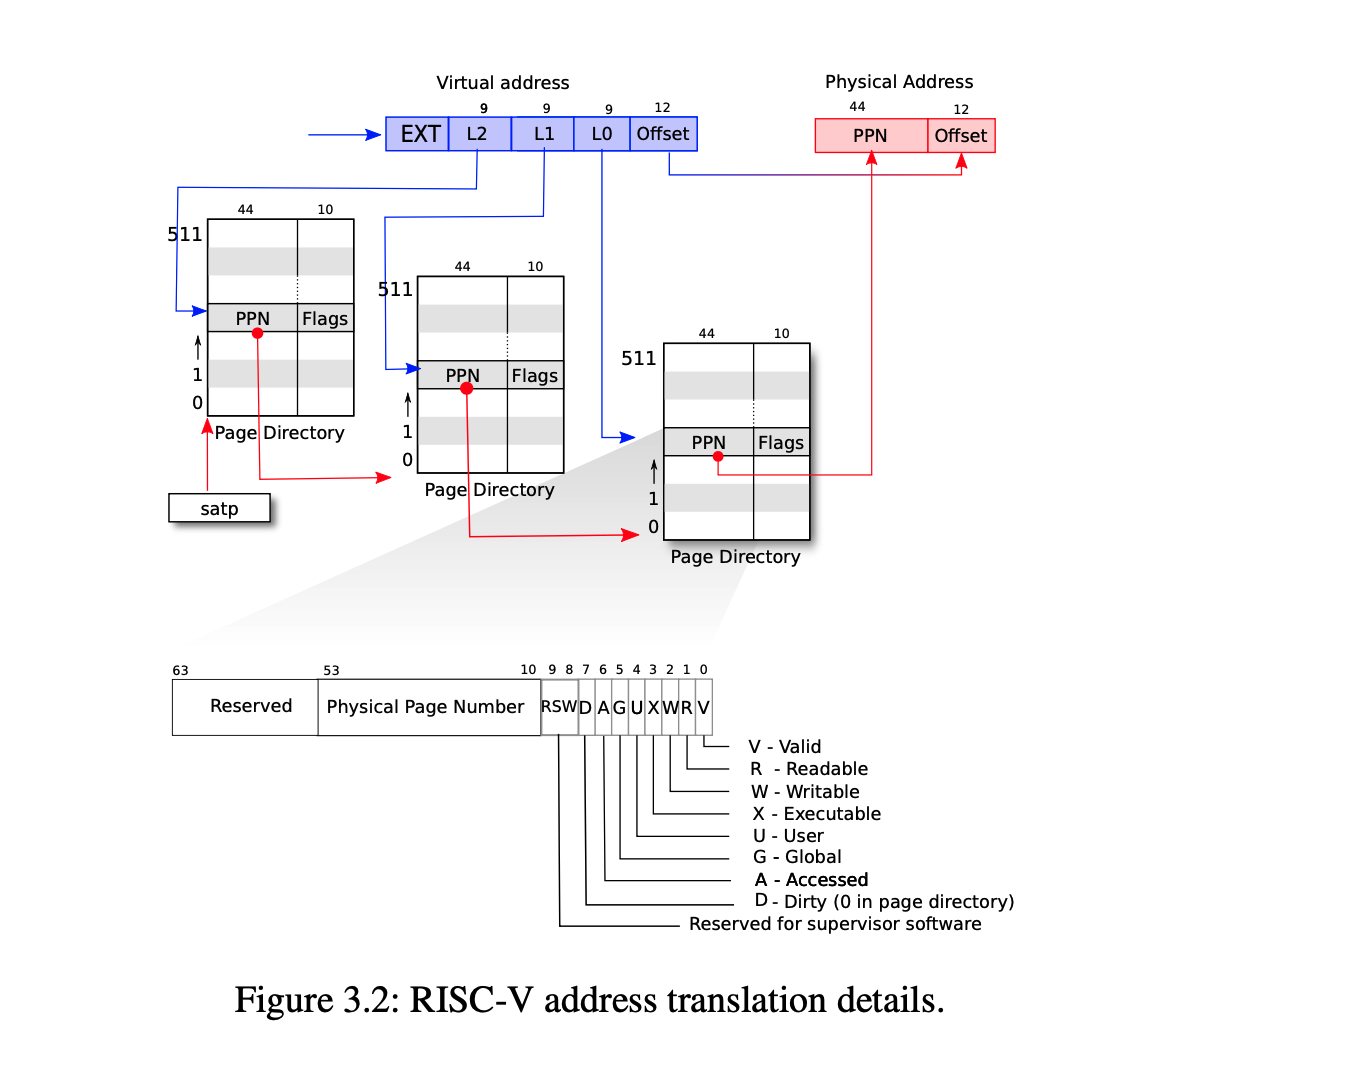 Virtual address
Physical Address
9 9 9 12
44 12
EXT L2 L1 L0 Offset
PPN Offset
44 10
511
PPN Flags
1
0
Page Directory
satp
44 10
511
PPN Flags
1
0
Page Directory
44 10
511
PPN Flags
1
0
Page Directory
63 53 10 9 8 7 6 5 4 3 2 1 0
Reserved Physical Page Number RSW D A G U X W R V
V - Valid
R - Readable
W - Writable
X - Executable
U - User
G - Global
A - Accessed
D - Dirty (0 in page directory)
Reserved for supervisor software
Figure 3.2: RISC-V address translation details.